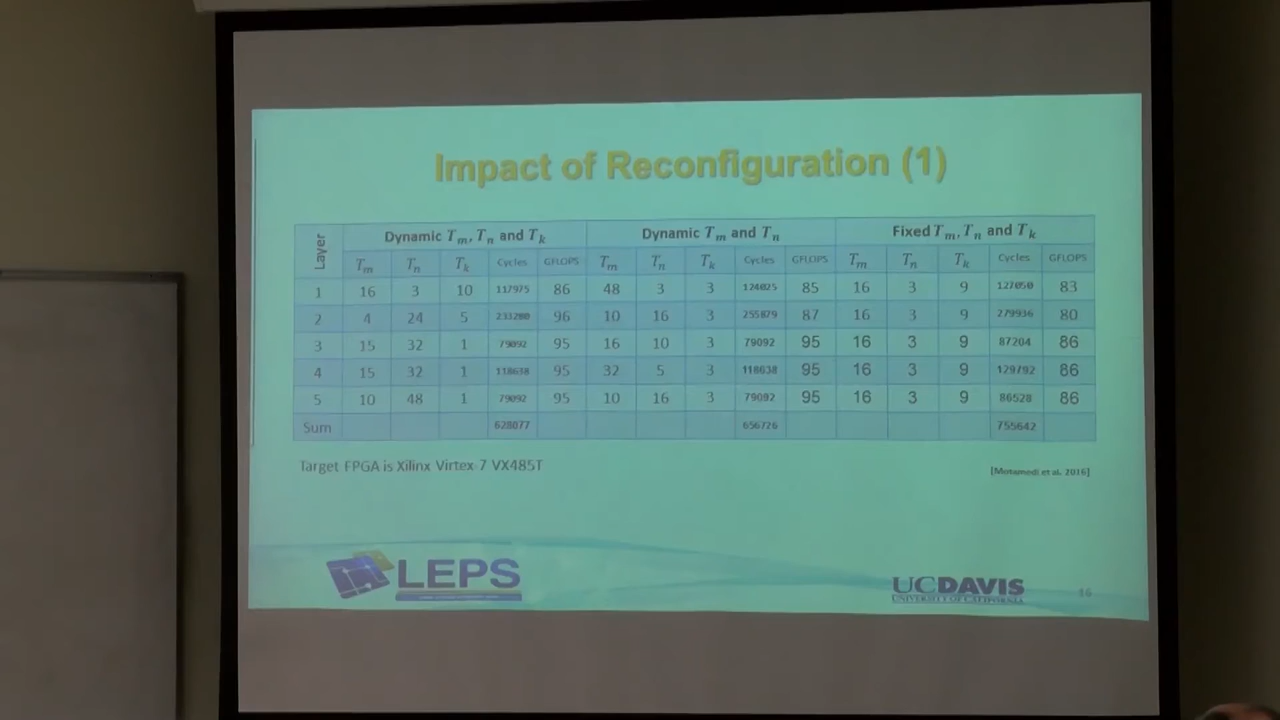 Impact of Reconfiguration (1)
Layer Dynamic Tm, Tn and Tk Dynamic Tm and Tn Fixed Tm, Tn and Tk
Tm Tn Tk Cycles GFLOPS Tm Tn Tk Cycles GFLOPS Tm Tn Tk Cycles GFLOPS
1 16 3 10 117975 86 48 3 3 124025 85 16 3 9 127050 83
2 4 24 5 233280 96 10 16 3 255879 87 16 3 9 279936 80
3 15 32 1 79092 95 16 10 3 79092 95 16 3 9 87204 86
4 15 32 1 118638 95 32 5 3 118638 95 16 3 9 129792 86
5 10 48 1 79092 95 10 16 3 79092 95 16 3 9 86528 86
Sum 628077 656726 755642
Target FPGA is Xilinx Virtex 7 VX485T
[Motamedi et al. 2016]
LEPS
UCDAVIS
UNIVERSITY OF CALIFORNIA
16